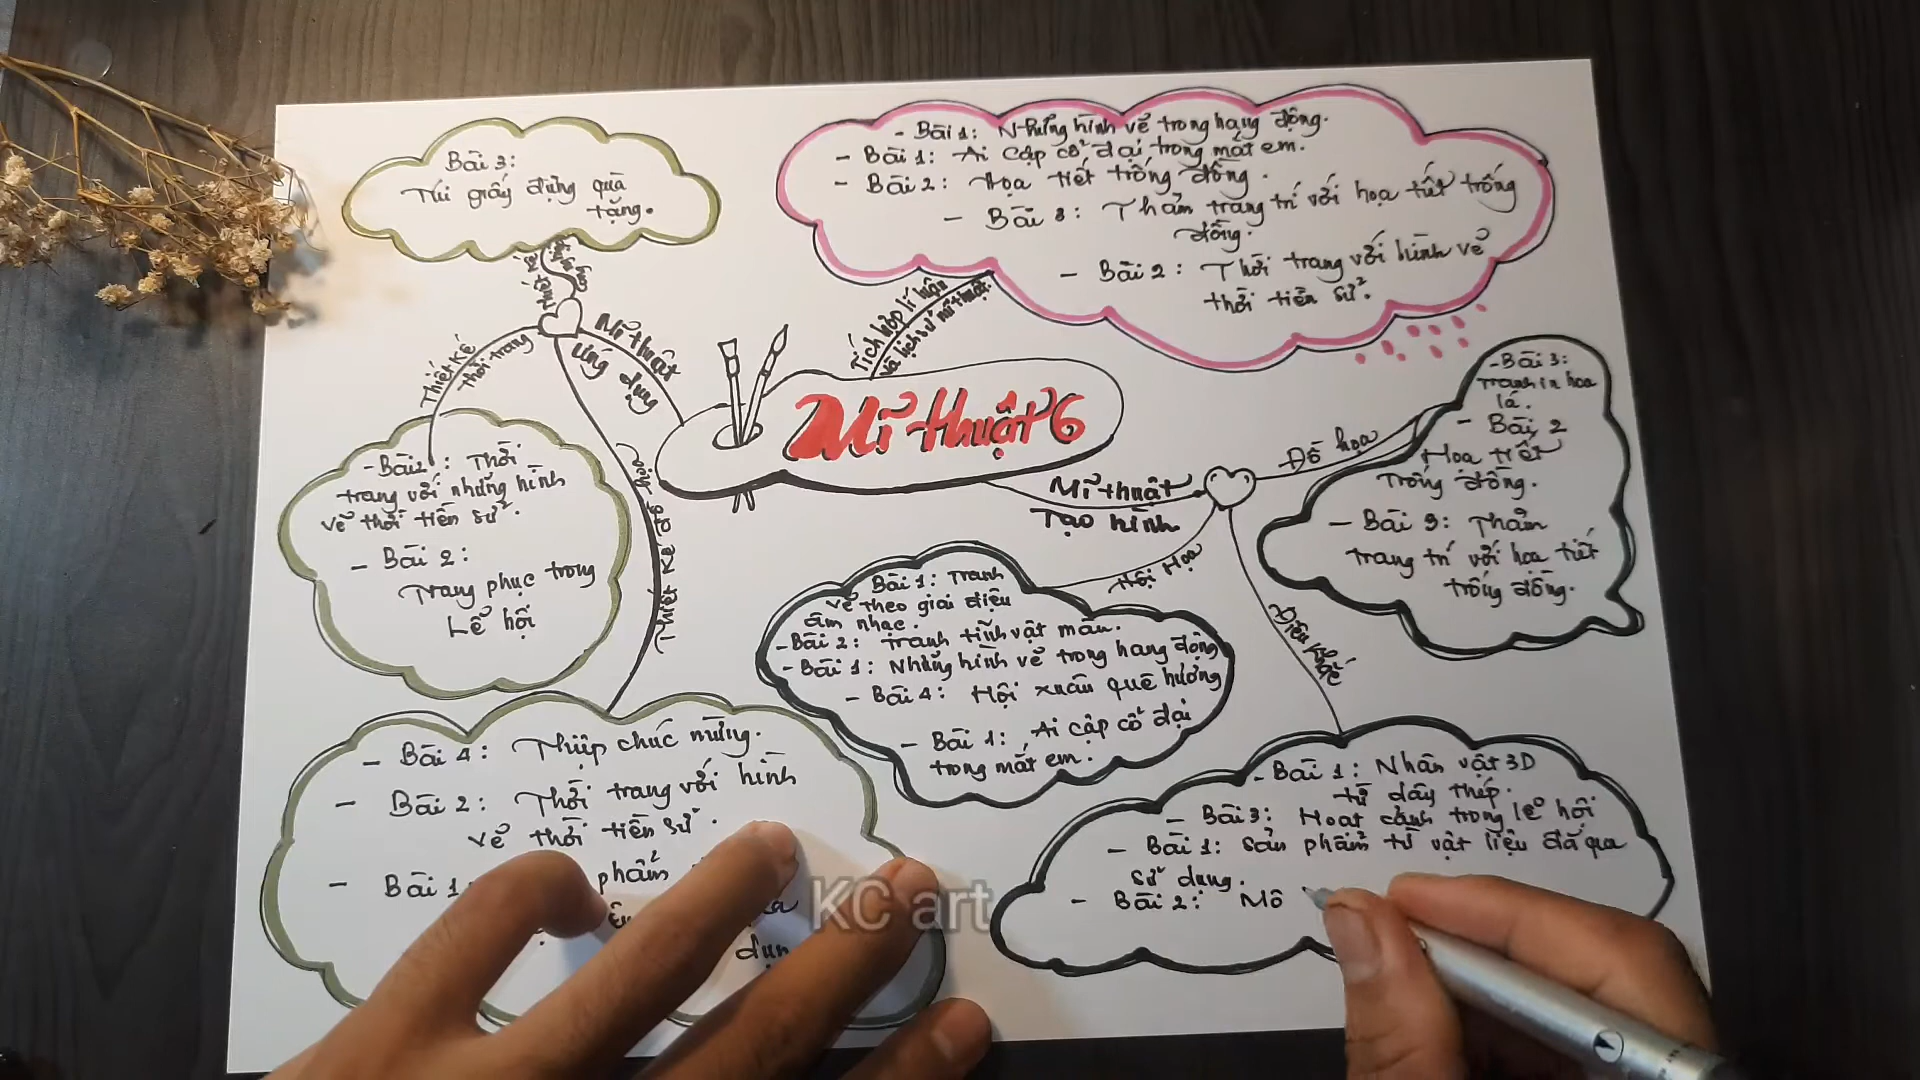 Bài 3:
Túi giấy đựng quà
tặng.
- Bài 1: Những hình vẽ trong hang động.
- Bài 1: Ai cập cổ đại trong mắt em.
- Bài 2: Họa tiết trống đồng.
- Bài 3: Thảm trang trí với họa tiết trống
đồng.
- Bài 2: Thời trang với hình vẽ
thời tiền sử.
Thiết kế
thời trang
Mĩ thuật
Ứng dụng
Tích hợp lí luận
và lịch sử mĩ thuật.
Mĩ thuật 6
- Bài 2: Thời
trang với những hình
vẽ thời tiền sử.
- Bài 2:
Trang phục trong
Lễ hội
Thiết kế
Mĩ thuật
Tạo hình
Đồ họa
Hội Họa
Điêu khắc
- Bài 3:
Tranh in hoa
lá.
- Bài 2
Họa tiết
Trống đồng.
- Bài 3: Thảm
trang trí với họa tiết
trống đồng.
Bài 1: Tranh
vẽ theo giai điệu
âm nhạc.
- Bài 2: Tranh tĩnh vật màu.
- Bài 1: Những hình vẽ trong hang động
- Bài 4: Hội xuân quê hương
- Bài 1: Ai cập cổ đại
trong mắt em.
- Bài 4: Thiệp chúc mừng.
- Bài 2: Thời trang với hình
vẽ thời tiền sử.
- Bài 1: phẩm
dụn
- Bài 1: Nhân vật 3D
từ dây thép.
- Bài 3: Hoạt cảnh trong lễ hội
- Bài 1: Sản phẩm từ vật liệu đã qua
sử dụng.
- Bài 2: Mô
KC art